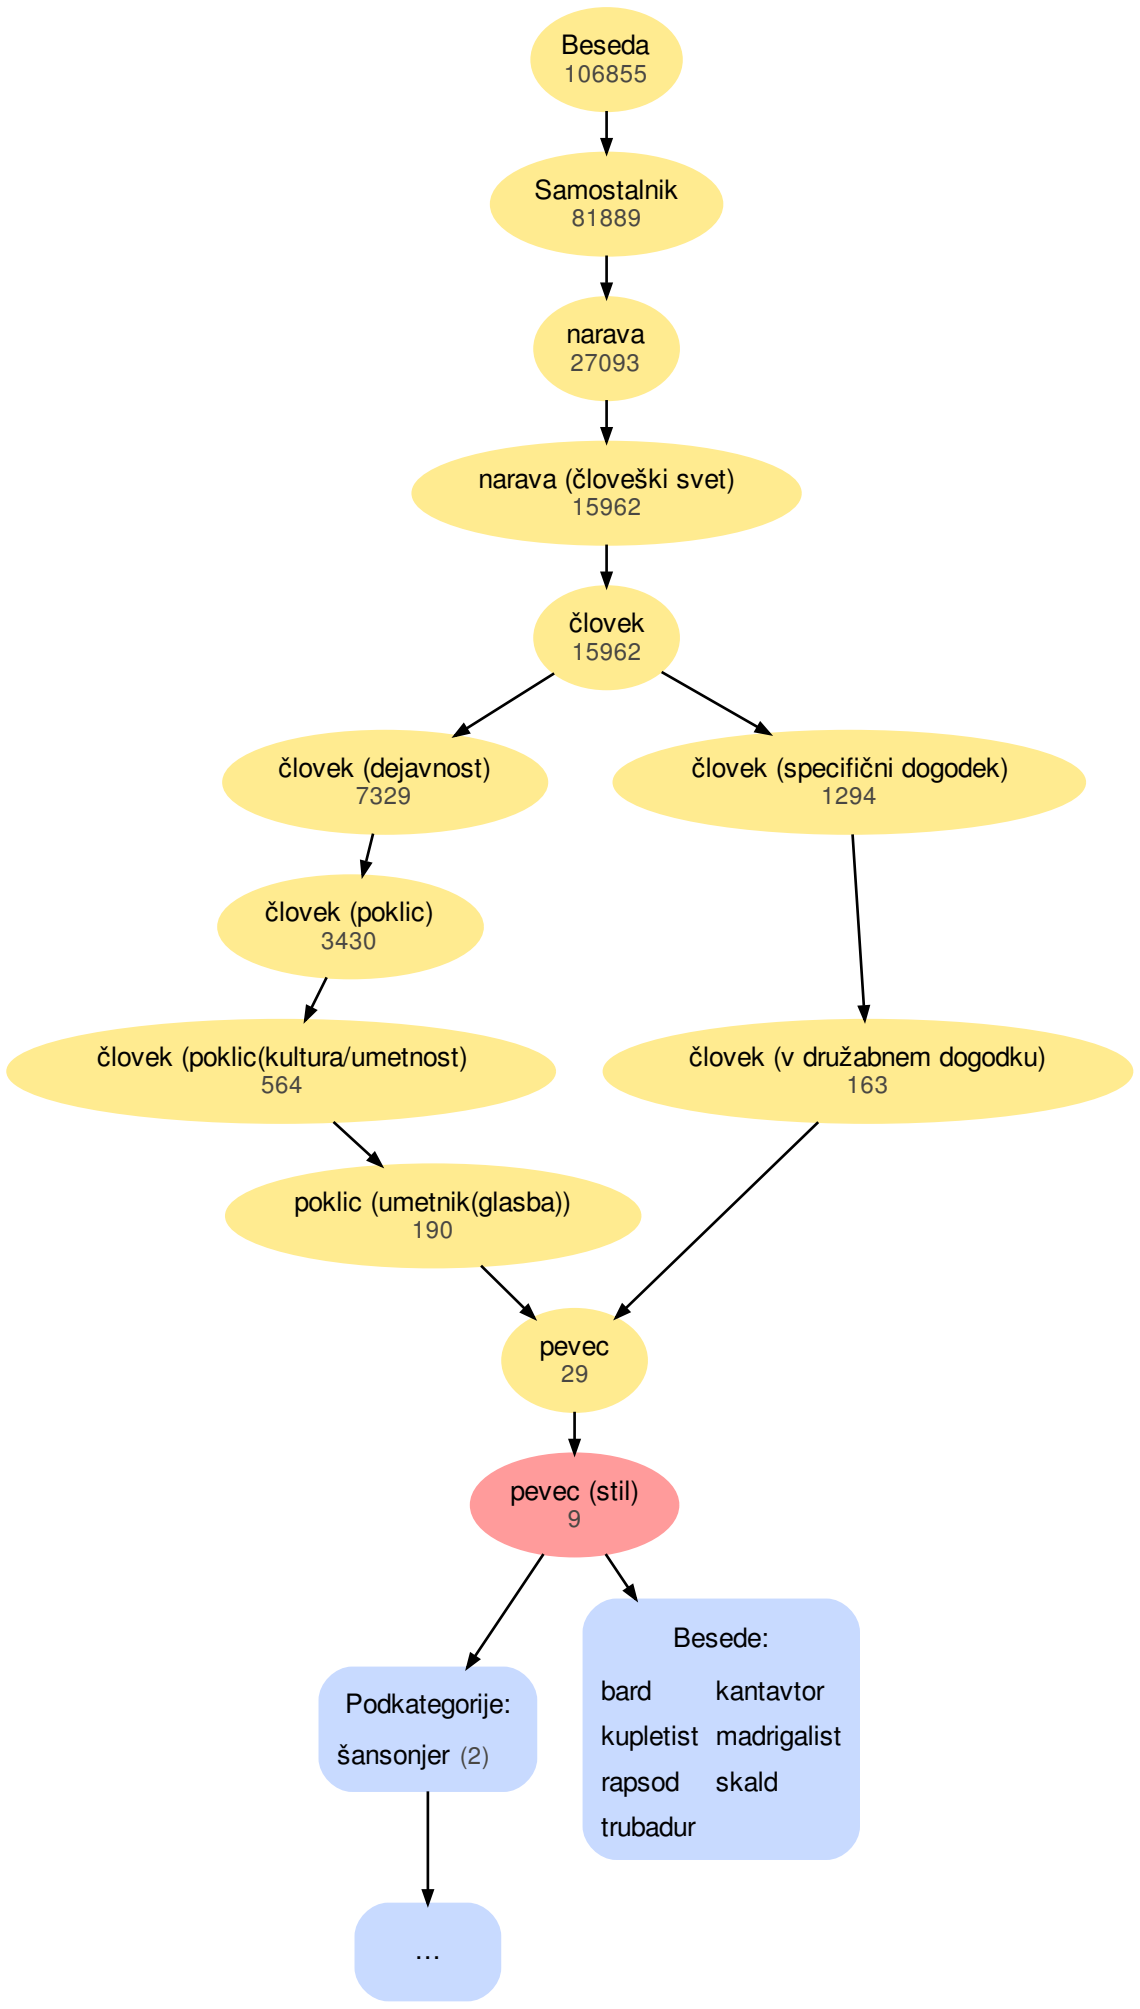 Beseda
106855
Samostalnik
81889
narava
27093
narava (človeški svet)
15962
človek
15962
človek (dejavnost)
7329
človek (specifični dogodek)
1294
človek (poklic)
3430
človek (poklic(kultura/umetnost)
564
človek (v družabnem dogodku)
163
poklic (umetnik(glasba))
190
pevec
29
pevec (stil)
9
Podkategorije:
šansonjer (2)
Besede:
bard kantavtor
kupletist madrigalist
rapsod skald
trubadur
...